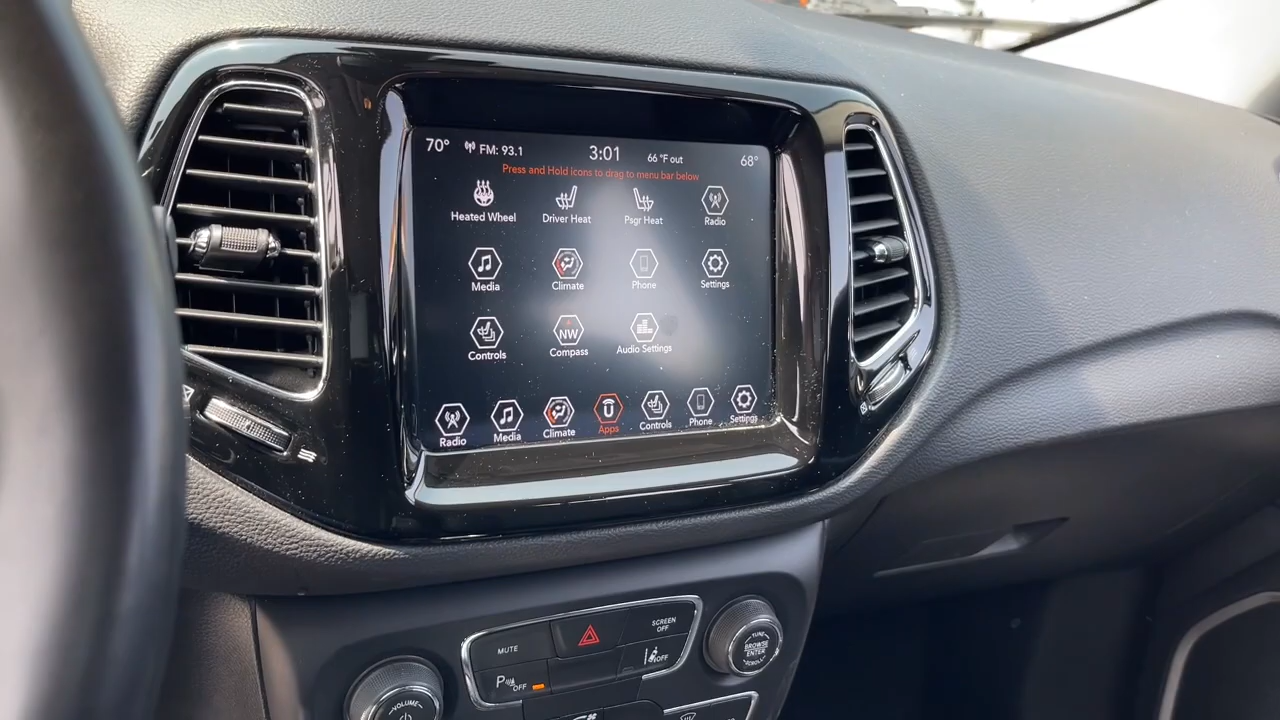 70° FM: 93.1 3:01 66 °F out 68°
Press and Hold icons to drag to menu bar below
Heated Wheel Driver Heat Psgr Heat Radio
Media Climate Phone Settings
NW
Controls Compass Audio Settings
Radio Media Climate Apps Controls Phone Settings
MUTE SCREEN OFF
P OFF OFF
VOLUME
TUNE
BROWSE
ENTER
SCROLL